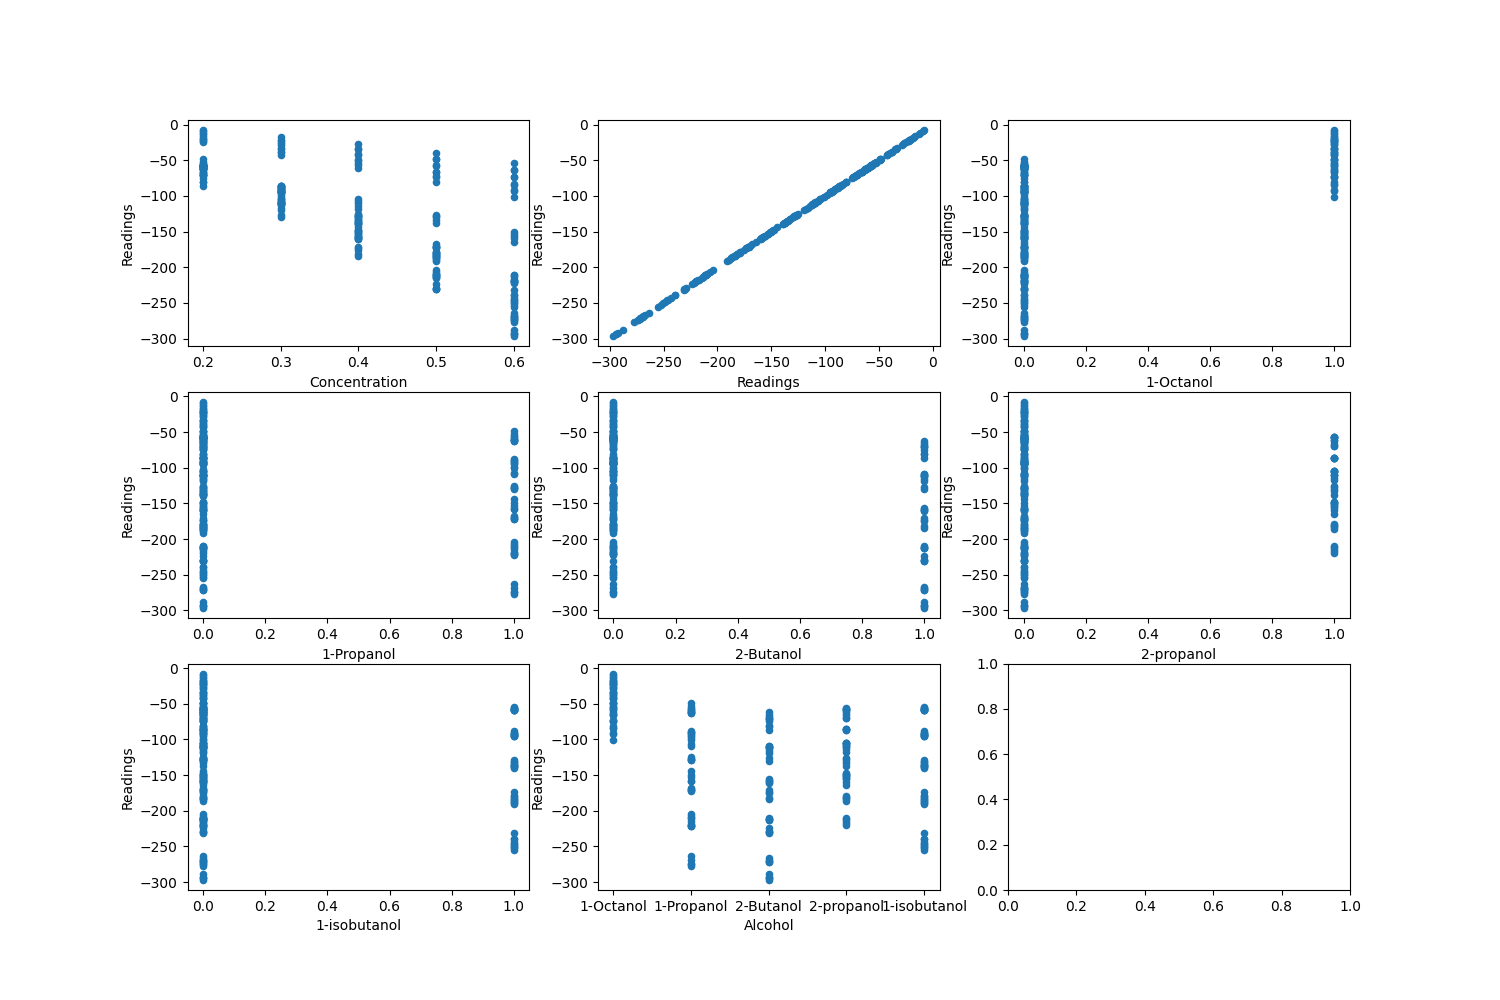 0
−50
−100
−150
−200
−250
−300
Readings
0.2 0.3 0.4 0.5 0.6
Concentration
0
−50
−100
−150
−200
−250
−300
Readings
−300 −250 −200 −150 −100 −50 0
Readings
0
−50
−100
−150
−200
−250
−300
Readings
0.0 0.2 0.4 0.6 0.8 1.0
1-Octanol
0
−50
−100
−150
−200
−250
−300
Readings
0.0 0.2 0.4 0.6 0.8 1.0
1-Propanol
0
−50
−100
−150
−200
−250
−300
Readings
0.0 0.2 0.4 0.6 0.8 1.0
2-Butanol
0
−50
−100
−150
−200
−250
−300
Readings
0.0 0.2 0.4 0.6 0.8 1.0
2-propanol
0
−50
−100
−150
−200
−250
−300
Readings
0.0 0.2 0.4 0.6 0.8 1.0
1-isobutanol
0
−50
−100
−150
−200
−250
−300
Readings
1-Octanol 1-Propanol 2-Butanol 2-propanol 1-isobutanol
Alcohol
1.0
0.8
0.6
0.4
0.2
0.0
0.0 0.2 0.4 0.6 0.8 1.0